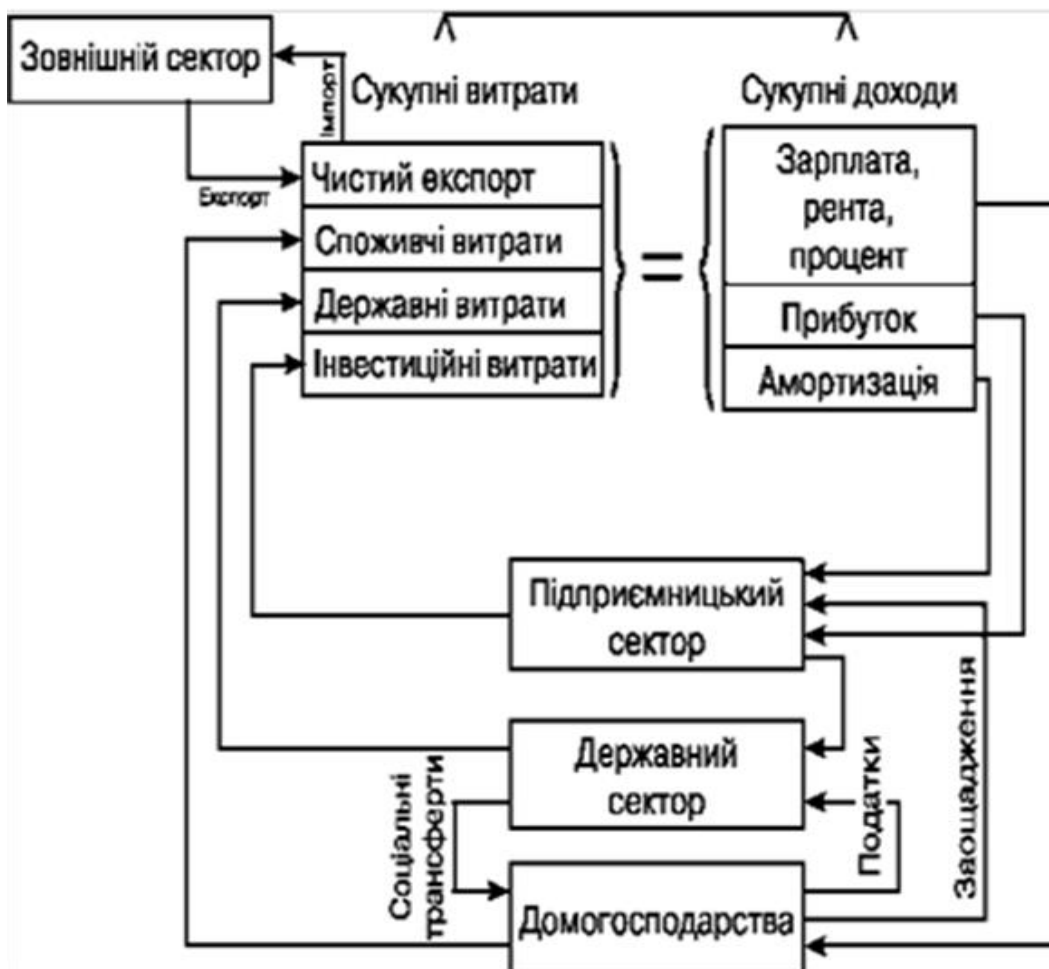 Зовнішній сектор
Імпорт
Експорт
Сукупні витрати
Чистий експорт
Споживчі витрати
Державні витрати
Інвестиційні витрати
=
Сукупні доходи
Зарплата,
рента,
процент
Прибуток
Амортизація
Підприємницький
сектор
Державний
сектор
Домогосподарства
Соціальні
трансферти
Податки
Заощадження